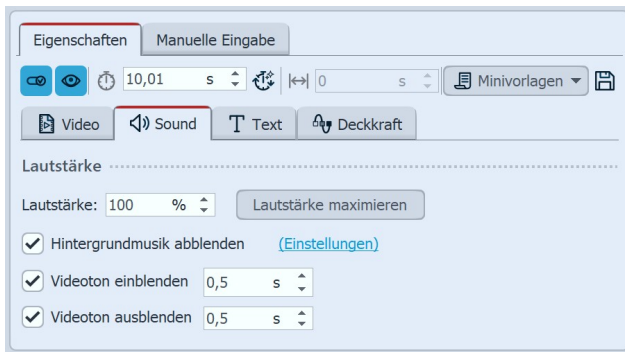 Eigenschaften Manuelle Eingabe
10,01 s 0 s Minivorlagen
Video Sound Text Deckkraft
Lautstärke
Lautstärke: 100 % Lautstärke maximieren
Hintergrundmusik abblenden (Einstellungen)
Videoton einblenden 0,5 s
Videoton ausblenden 0,5 s